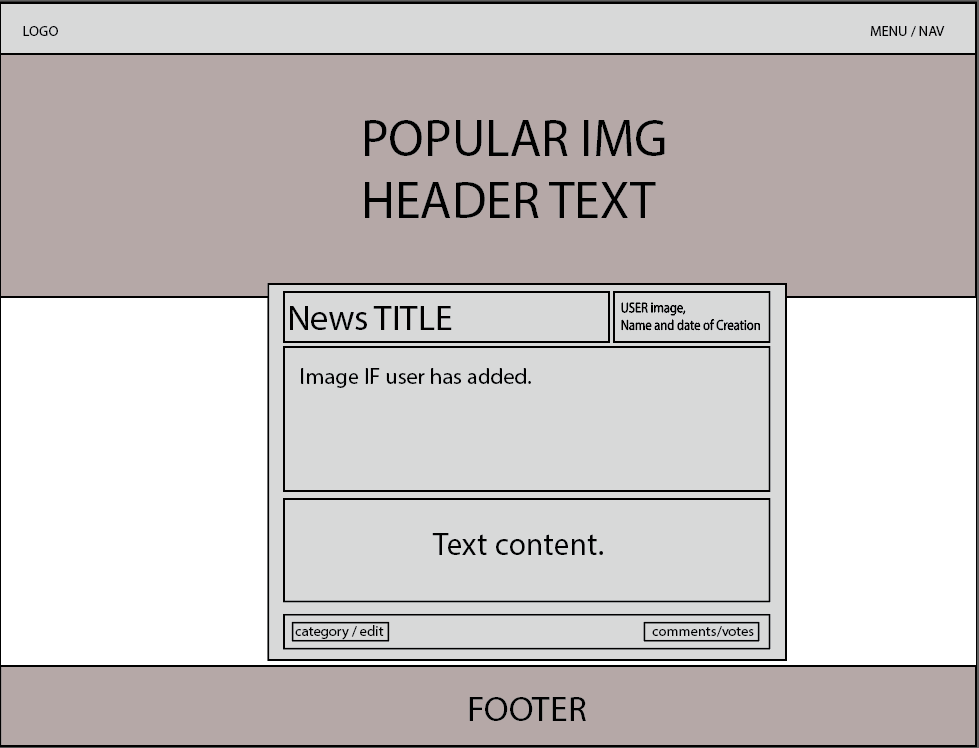 LOGO
MENU / NAV
POPULAR IMG
HEADER TEXT
News TITLE
USER image,
Name and date of Creation
Image IF user has added.
Text content.
category / edit
comments/votes
FOOTER